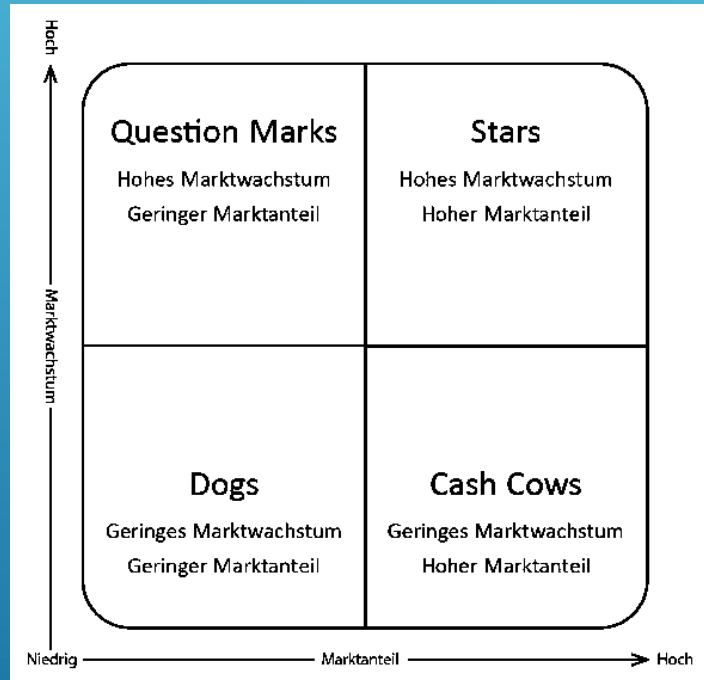 Hoch
Question Marks
Hohes Marktwachstum
Geringer Marktanteil
Stars
Hohes Marktwachstum
Hoher Marktanteil
Marktwachstum
Dogs
Geringes Marktwachstum
Geringer Marktanteil
Cash Cows
Geringes Marktwachstum
Hoher Marktanteil
Niedrig
Marktanteil
Hoch